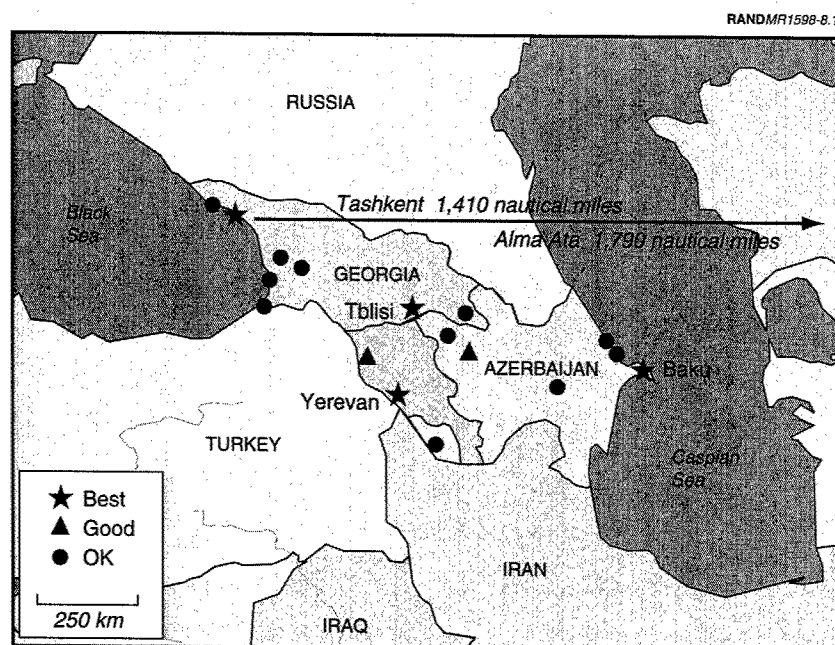 RANDMR1598-8.1
RUSSIA
Black
Sea
Tashkent 1,410 nautical miles
Alma Ata 1,790 nautical miles
GEORGIA
Tblisi
AZERBAIJAN
Baku
Yerevan
TURKEY
Caspian
Sea
Best
Good
OK
250 km
IRAN
IRAQ